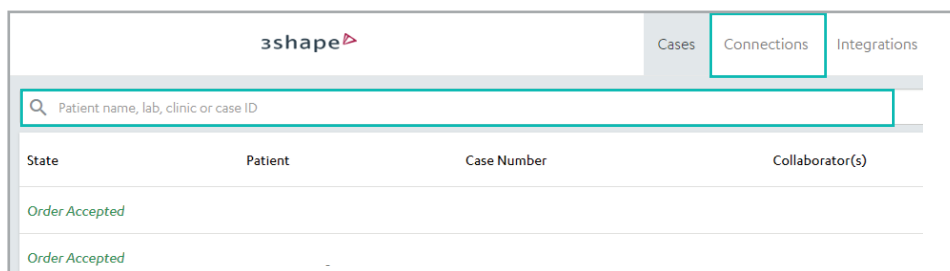 3shape
Cases Connections Integrations
Patient name, lab, clinic or case ID
State Patient Case Number Collaborator(s)
Order Accepted
Order Accepted